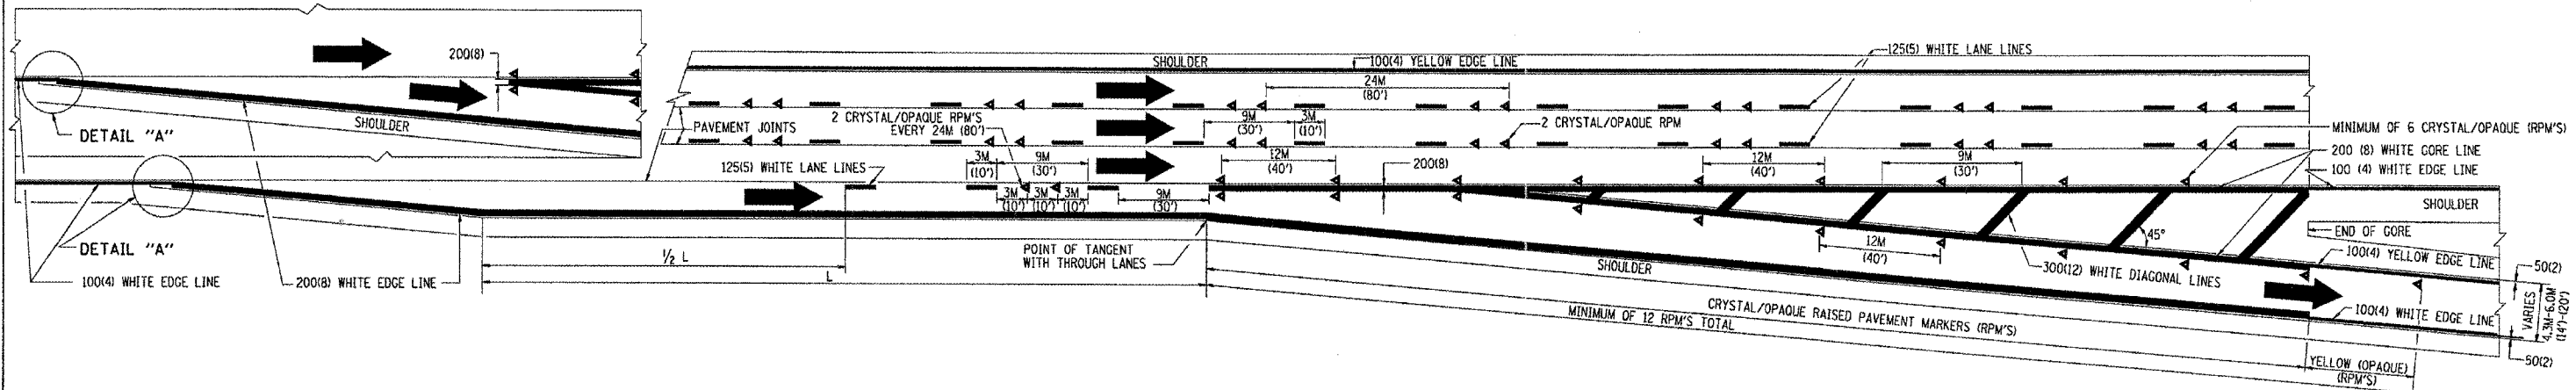 200(8)
SHOULDER
DETAIL "A"
SHOULDER
100(4) YELLOW EDGE LINE
125(5) WHITE LANE LINES
24M
(80')
2 CRYSTAL/OPAQUE RPM'S
EVERY 24M (80')
PAVEMENT JOINTS
9M
(30')
3M
(10')
2 CRYSTAL/OPAQUE RPM
MINIMUM OF 6 CRYSTAL/OPAQUE (RPM'S)
200 (8) WHITE GORE LINE
100 (4) WHITE EDGE LINE
125(5) WHITE LANE LINES
3M
(10')
9M
(30')
12M
(40')
200(8)
12M
(40')
9M
(30')
3M
(10')
3M
(10')
3M
(10')
9M
(30')
SHOULDER
DETAIL "A"
END OF GORE
45°
POINT OF TANGENT
WITH THROUGH LANES
1/2 L
L
12M
(40')
100(4) WHITE EDGE LINE
200(8) WHITE EDGE LINE
SHOULDER
300(12) WHITE DIAGONAL LINES
100(4) YELLOW EDGE LINE
50(2)
CRYSTAL/OPAQUE RAISED PAVEMENT MARKERS (RPM'S)
MINIMUM OF 12 RPM'S TOTAL
100(4) WHITE EDGE LINE
VARIES
4.3M-6.0M
(14')-(20')
50(2)
YELLOW (OPAQUE)
(RPM'S)